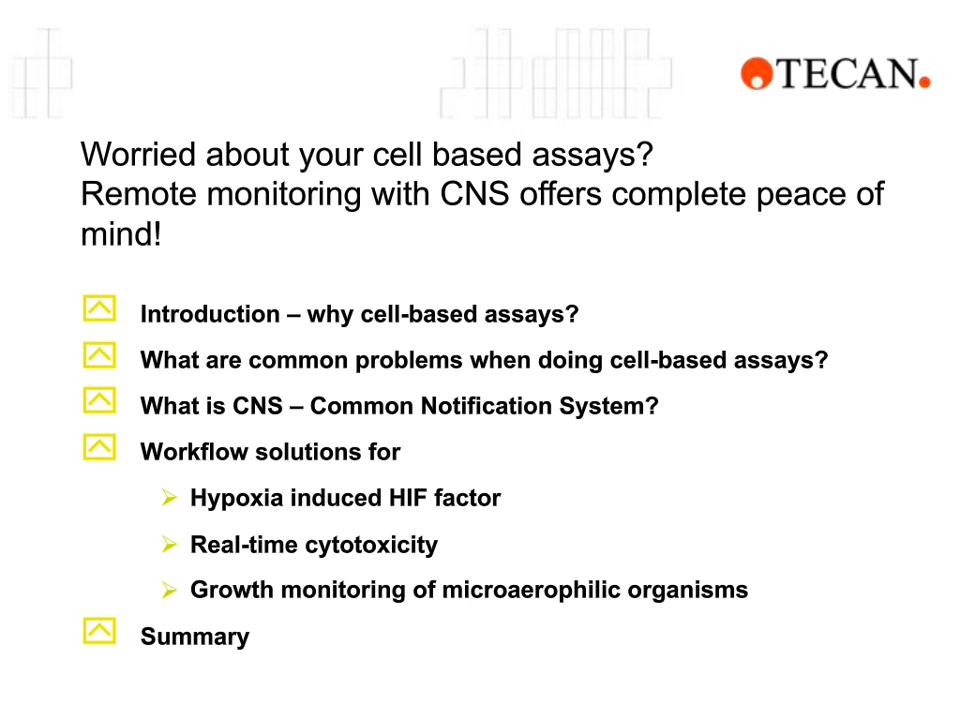 TECAN.
Worried about your cell based assays?
Remote monitoring with CNS offers complete peace of
mind!
Introduction – why cell-based assays?
What are common problems when doing cell-based assays?
What is CNS – Common Notification System?
Workflow solutions for
Hypoxia induced HIF factor
Real-time cytotoxicity
Growth monitoring of microaerophilic organisms
Summary